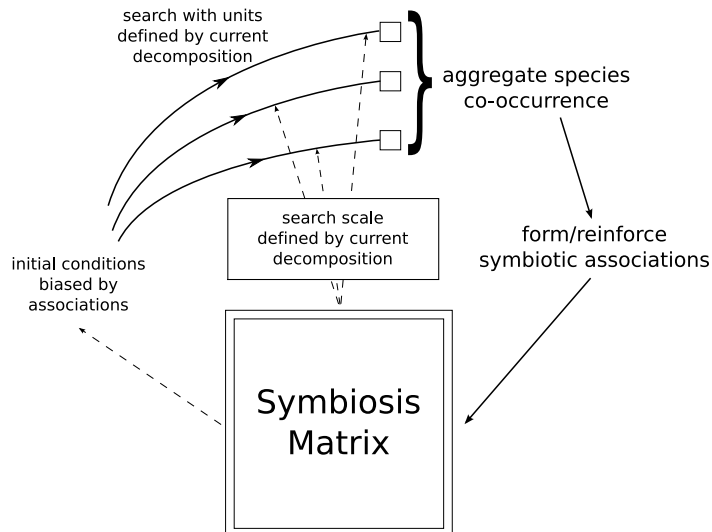 search with units
defined by current
decomposition
aggregate species
co-occurrence
search scale
defined by current
decomposition
form/reinforce
symbiotic associations
initial conditions
biased by
associations
Symbiosis
Matrix